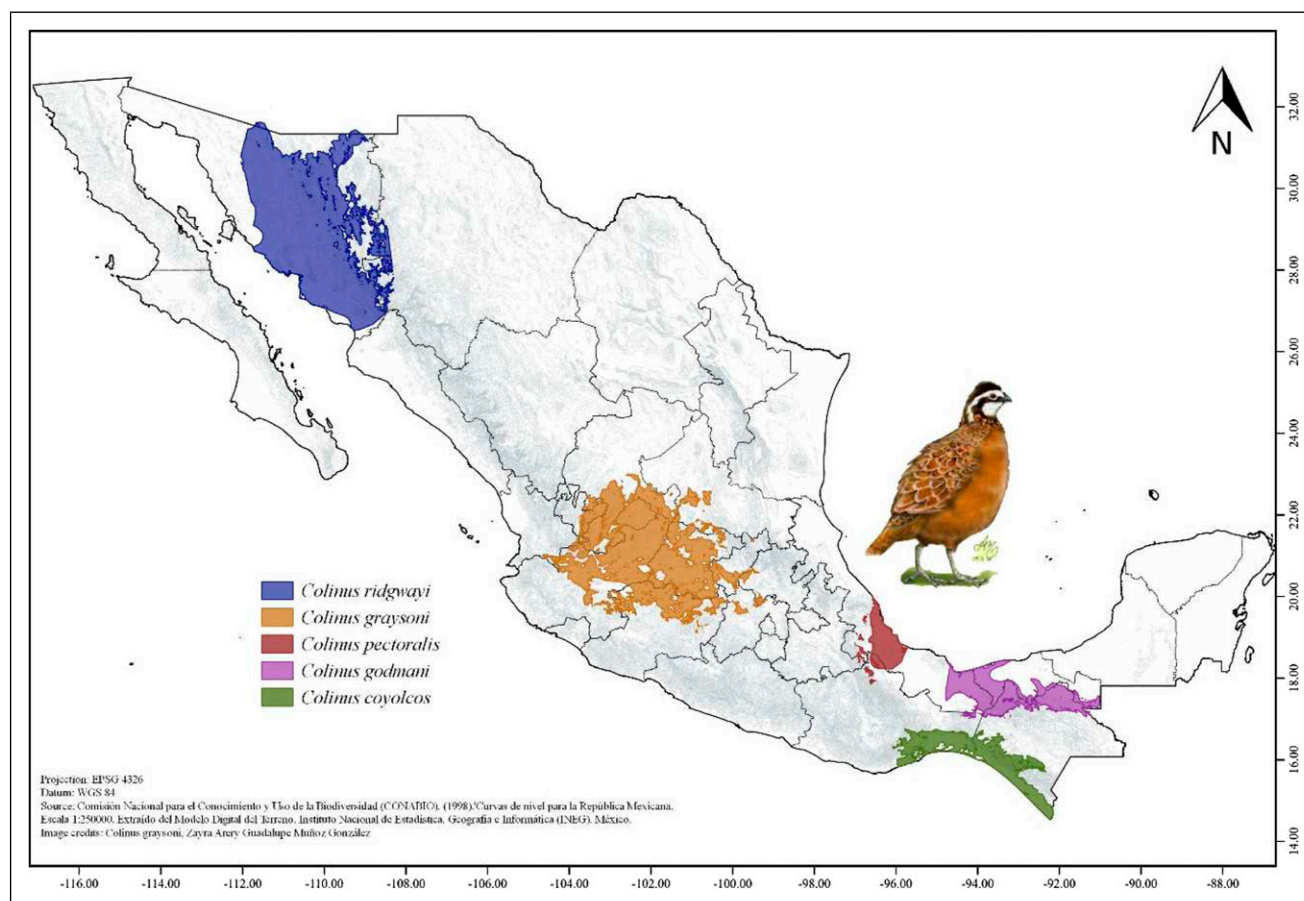 N
32.00
30.00
28.00
26.00
24.00
22.00
20.00
18.00
16.00
14.00
Colinus ridgwayi
Colinus graysoni
Colinus pectoralis
Colinus godmani
Colinus coyolcos
Projection: EPSG 4326
Datum: WGS 84
Source: Comisión Nacional para el Conocimiento y Uso de la Biodiversidad (CONABIO). (1998).'Curvas de nivel para la República Mexicana.
Escala 1:250000. Extraído del Modelo Digital del Terreno. Instituto Nacional de Estadística, Geografía e Informática (INEG). México.
Image credits: Colinus graysoni, Zayra Arery Guadalupe Muñoz González
-116.00 -114.00 -112.00 -110.00 -108.00 -106.00 -104.00 -102.00 -100.00 -98.00 -96.00 -94.00 -92.00 -90.00 -88.00